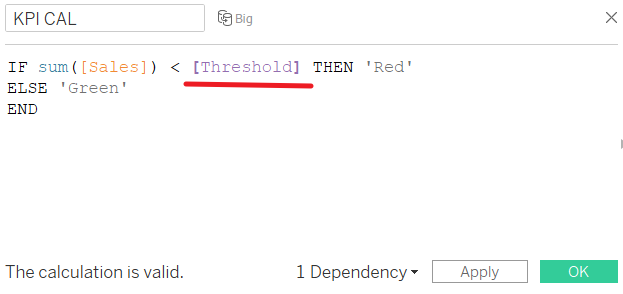 KPI CAL Big
IF sum([Sales]) < [Threshold] THEN 'Red'
ELSE 'Green'
END
The calculation is valid. 1 Dependency Apply OK